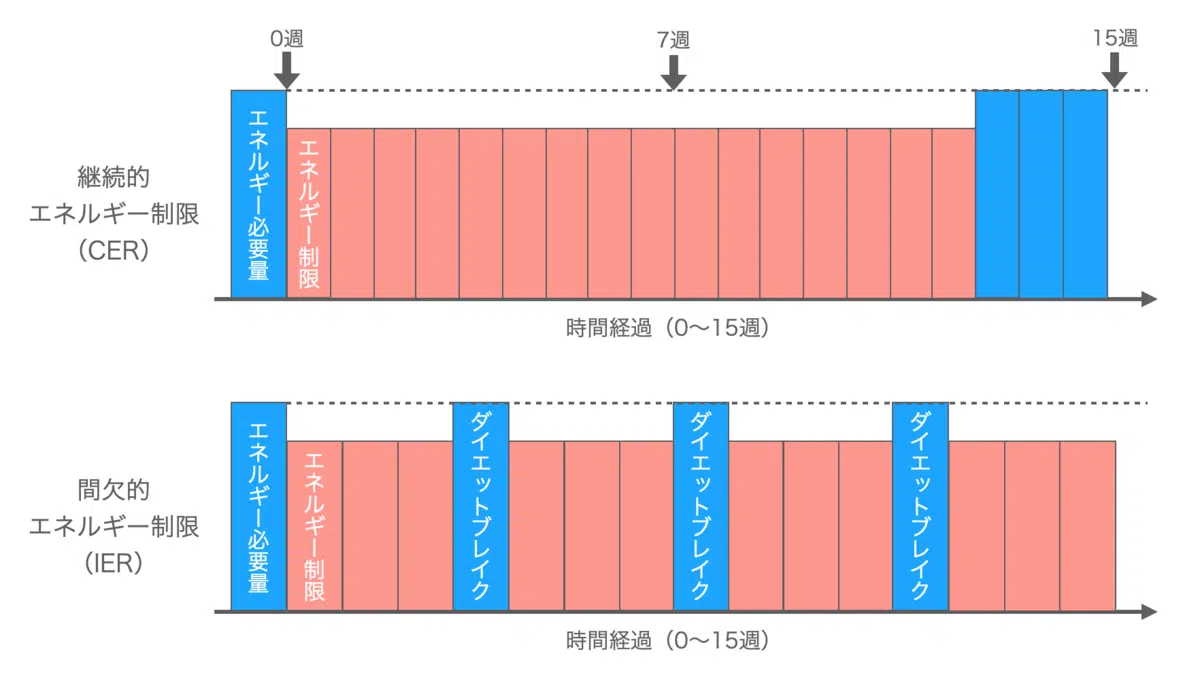 0週
7週
15週
継続的
エネルギー制限
（CER）
エネルギー必要量
エネルギー制限
時間経過（0〜15週）
間欠的
エネルギー制限
（IER）
エネルギー必要量
エネルギー制限
ダイエットブレイク
ダイエットブレイク
ダイエットブレイク
時間経過（0〜15週）